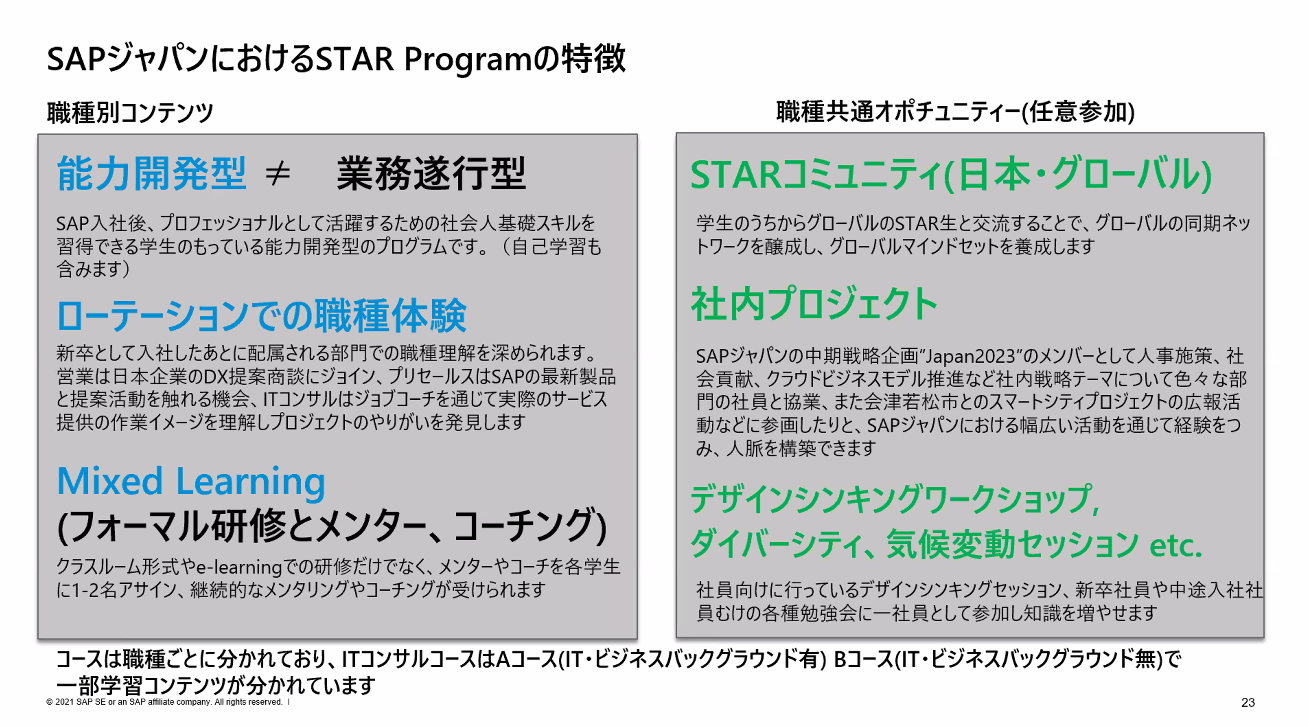 SAPジャパンにおけるSTAR Programの特徴
職種別コンテンツ
能力開発型 ≠ 業務遂行型
SAP入社後、プロフェッショナルとして活躍するための社会人基礎スキルを
習得できる学生のもっている能力開発型のプログラムです。（自己学習も
含みます）
ローテーションでの職種体験
新卒として入社したあとに配属される部門での職種理解を深められます。
営業は日本企業のDX提案商談にジョイン、プリセールスはSAPの最新製品
と提案活動を触れる機会、ITコンサルはジョブコーチを通じて実際のサービス
提供の作業イメージを理解しプロジェクトのやりがいを発見します
Mixed Learning
(フォーマル研修とメンター、コーチング)
クラスルーム形式やe-learningでの研修だけでなく、メンターやコーチを各学生
に1-2名アサイン、継続的なメンタリングやコーチングが受けられます
職種共通オポチュニティー(任意参加)
STARコミュニティ(日本・グローバル)
学生のうちからグローバルのSTAR生と交流することで、グローバルの同期ネッ
トワークを醸成し、グローバルマインドセットを養成します
社内プロジェクト
SAPジャパンの中期戦略企画”Japan2023”のメンバーとして人事施策、社
会貢献、クラウドビジネスモデル推進など社内戦略テーマについて色々な部
門の社員と協業、また会津若松市とのスマートシティプロジェクトの広報活
動などに参画したりと、SAPジャパンにおける幅広い活動を通じて経験をつ
み、人脈を構築できます
デザインシンキングワークショップ,
ダイバーシティ、気候変動セッション etc.
社員向けに行っているデザインシンキングセッション、新卒社員や中途入社社
員むけの各種勉強会に一社員として参加し知識を増やせます
コースは職種ごとに分かれており、ITコンサルコースはAコース(IT・ビジネスバックグラウンド有) Bコース(IT・ビジネスバックグラウンド無)で
一部学習コンテンツが分かれています
© 2021 SAP SE or an SAP affiliate company. All rights reserved. |
23